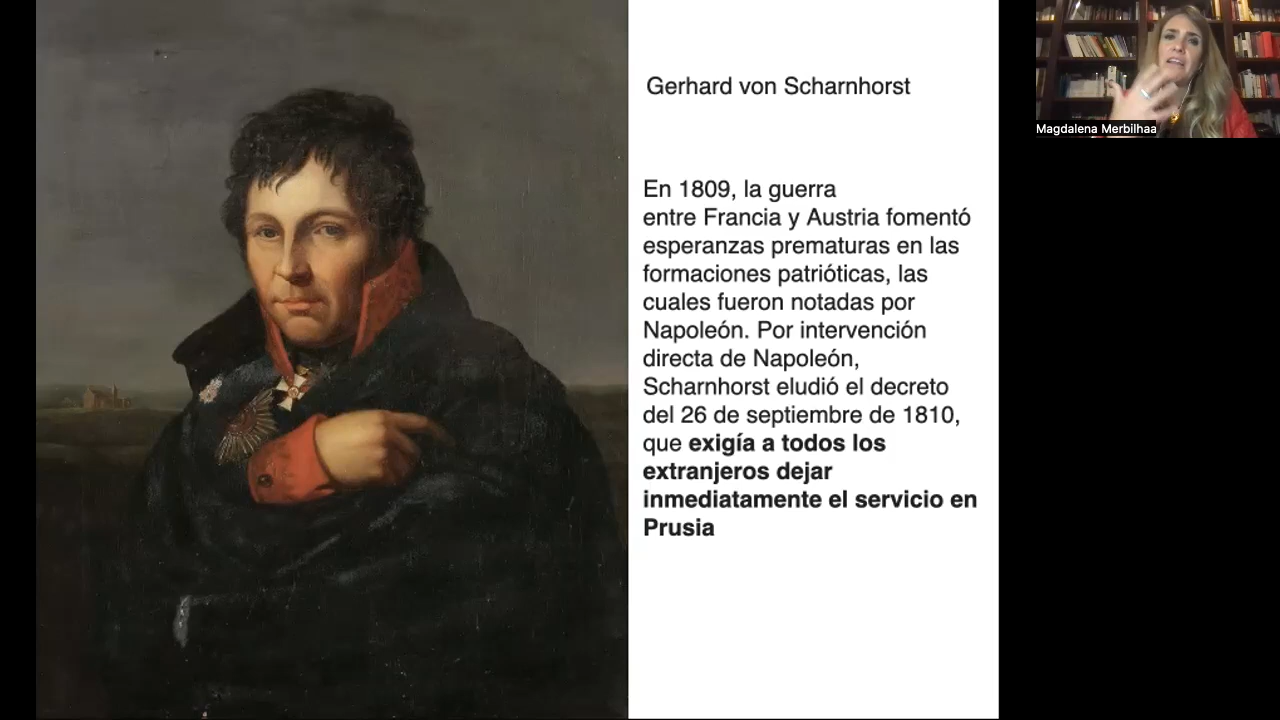 Gerhard von Scharnhorst
En 1809, la guerra
entre Francia y Austria fomentó
esperanzas prematuras en las
formaciones patrióticas, las
cuales fueron notadas por
Napoleón. Por intervención
directa de Napoleón,
Scharnhorst eludió el decreto
del 26 de septiembre de 1810,
que exigía a todos los
extranjeros dejar
inmediatamente el servicio en
Prusia
Magdalena Merbilhaa